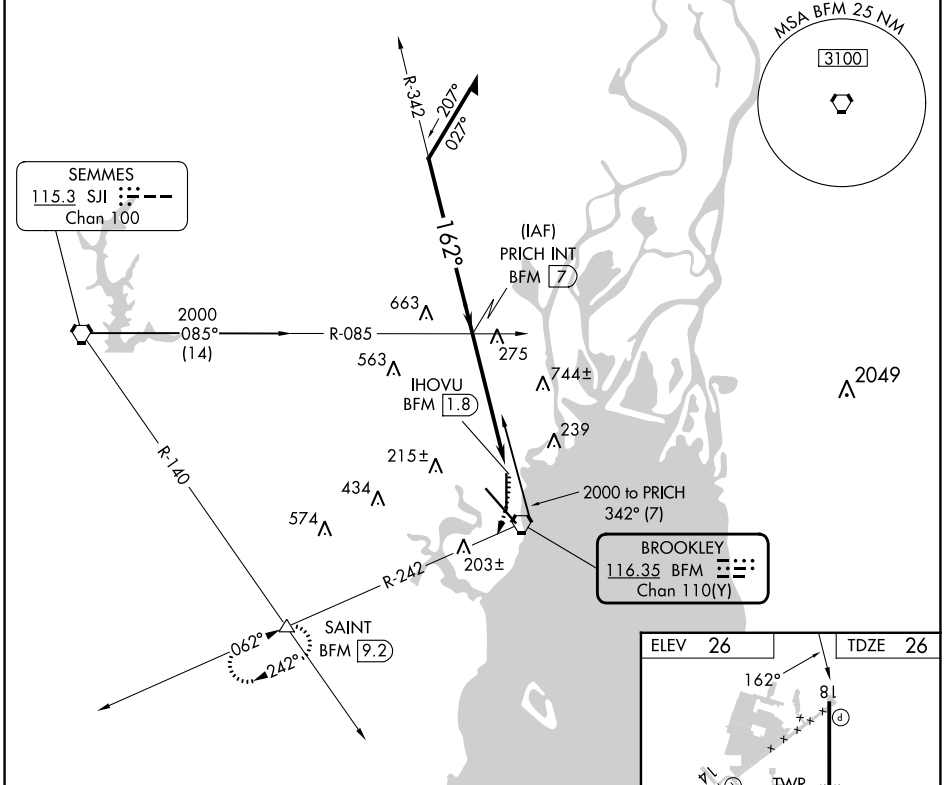 MSA BFM 25 NM
3100
R-342
207°
027°
SEMMES
115.3 SJI
Chan 100
162°
(IAF)
PRICH INT
BFM 7
663
2000
085°
(14)
R-085
275
563
744±
2049
IHOVU
BFM 1.8
239
215±
R-140
434
2000 to PRICH
342° (7)
574
BROOKLEY
116.35 BFM
Chan 110(Y)
203±
R-242
SAINT
BFM 9.2
062°
242°
ELEV 26
TDZE 26
162°
18
P
14
TWR